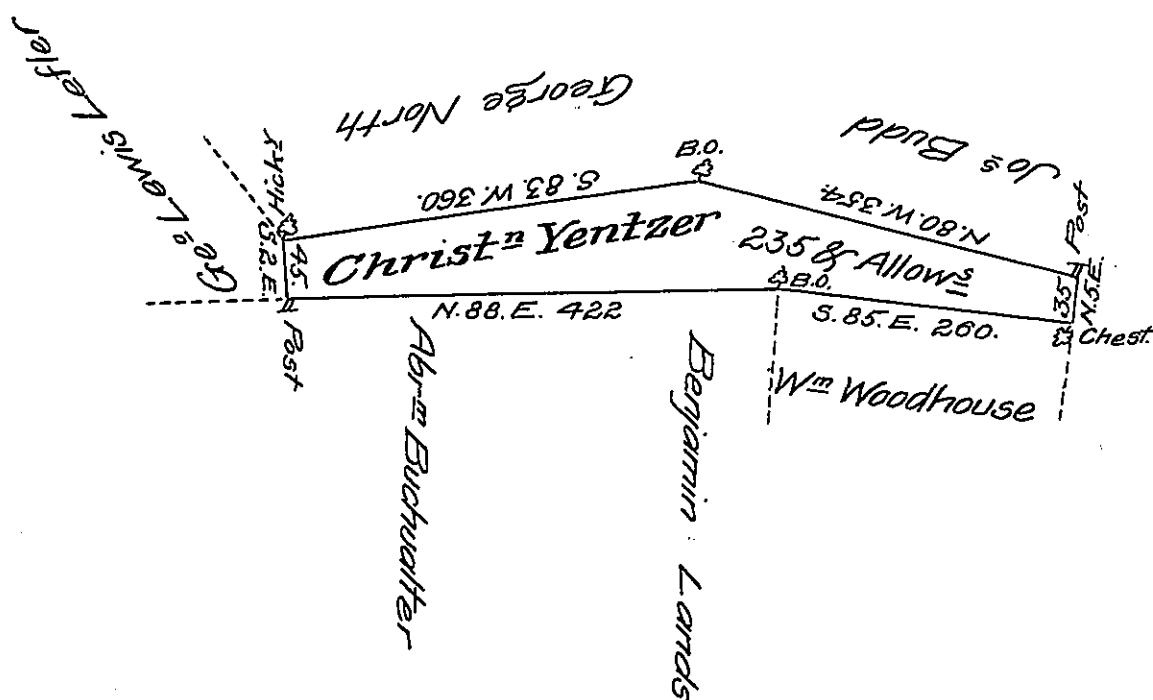 Geo Lewis Lefler
George North
Jos Budd
Hick'y
S. 83. W. 360.
B.O.
N. 80. W. 354.
Post
S. 2. E.
45.
Christn Yentzer
235 & Allows
35
N. 5. E.
Post
N. 88. E. 422
B.O.
S. 85. E. 260.
Chest.
Abrm Buchwalter
Benjamin Lands
Wm Woodhouse